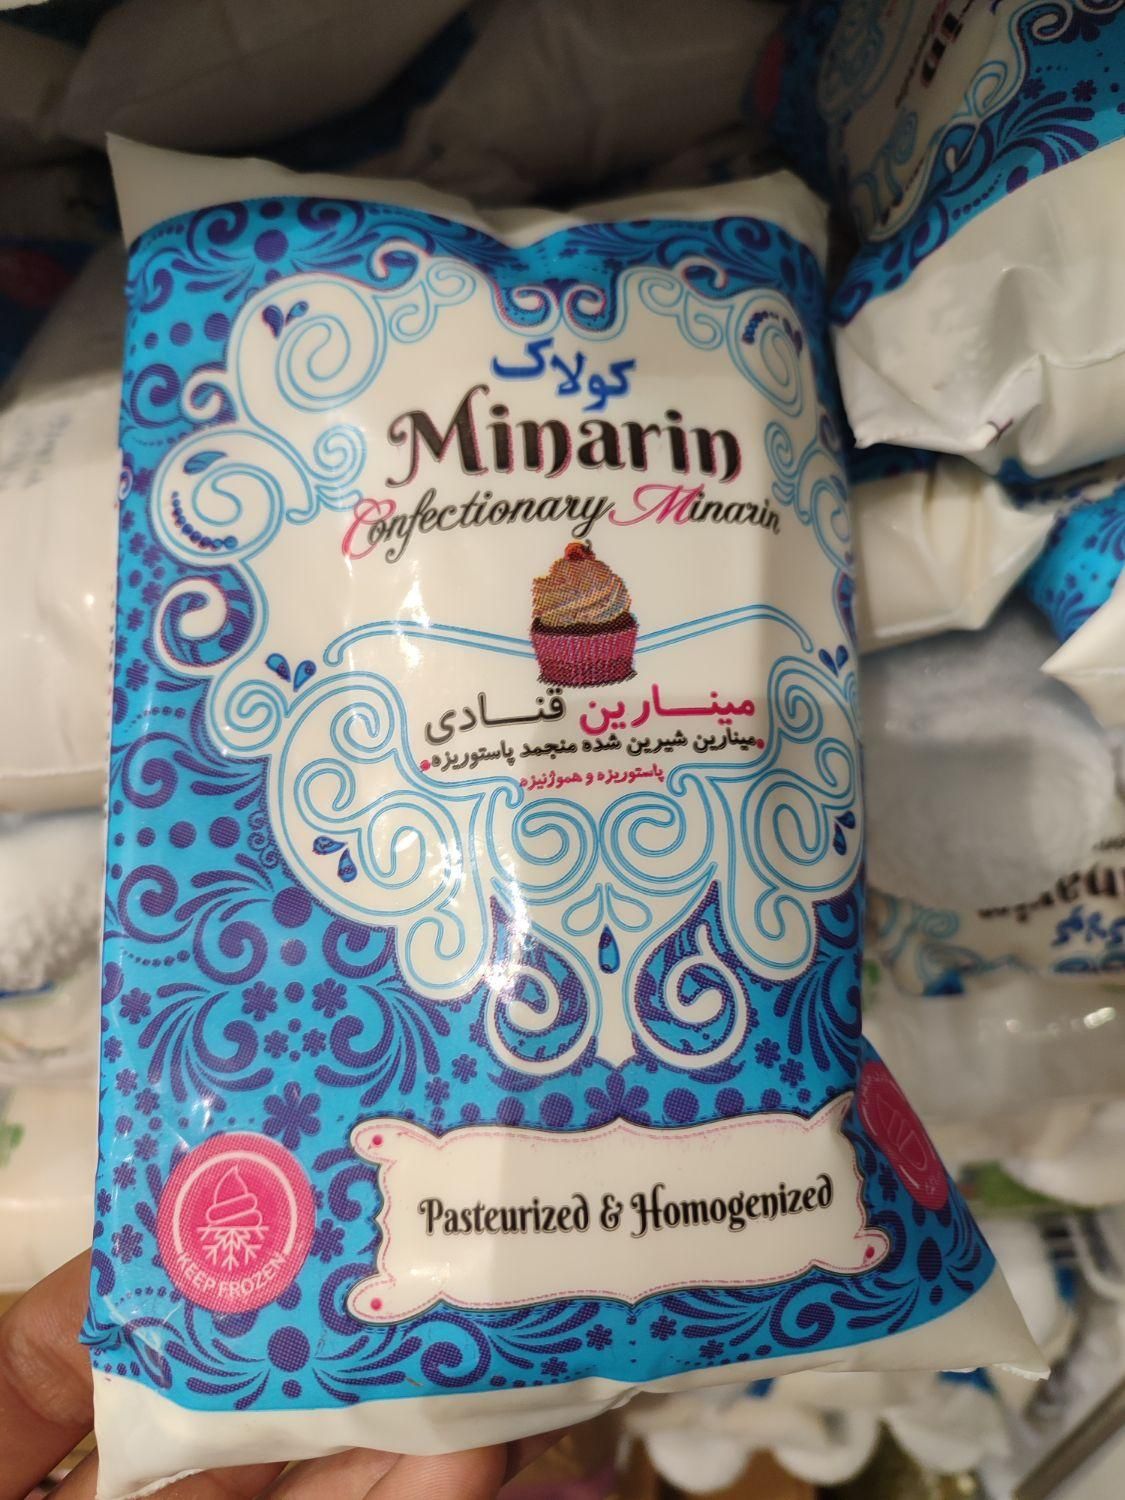 کولاک
Minarin
Confectionary Minarin
مینارین قنادی
مینارین شیرین شده منجمد پاستوریزه
پاستوریزه و هموژنیزه
Pasteurized & Homogenized
KEEP FROZEN